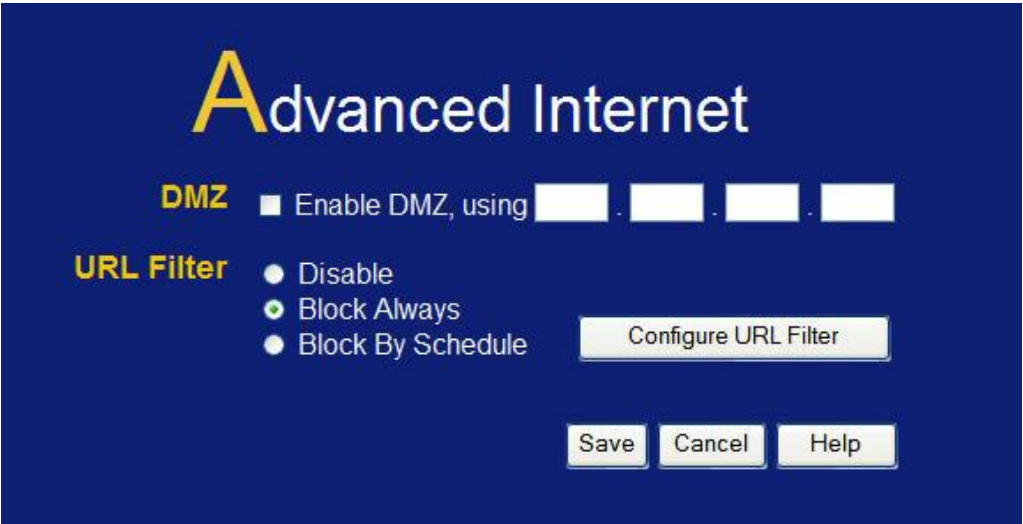 Advanced Internet
DMZ Enable DMZ, using . . .
URL Filter Disable
Block Always
Block By Schedule Configure URL Filter
Save Cancel Help